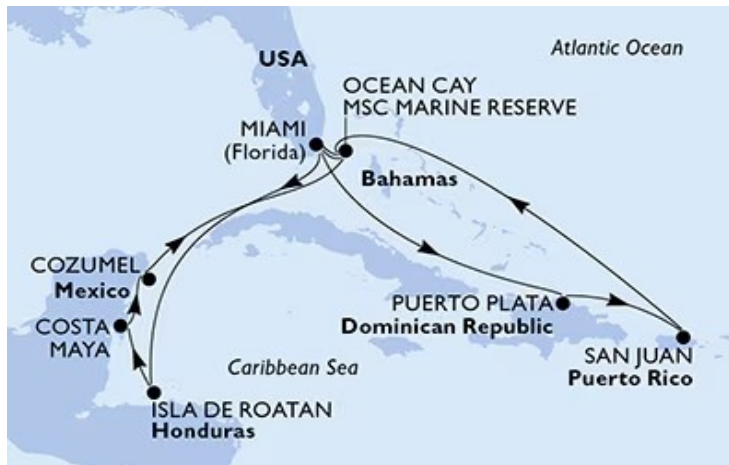 Atlantic Ocean
USA
OCEAN CAY
MSC MARINE RESERVE
MIAMI
(Florida)
Bahamas
COZUMEL
Mexico
PUERTO PLATA
Dominican Republic
COSTA
MAYA
SAN JUAN
Puerto Rico
Caribbean Sea
ISLA DE ROATAN
Honduras